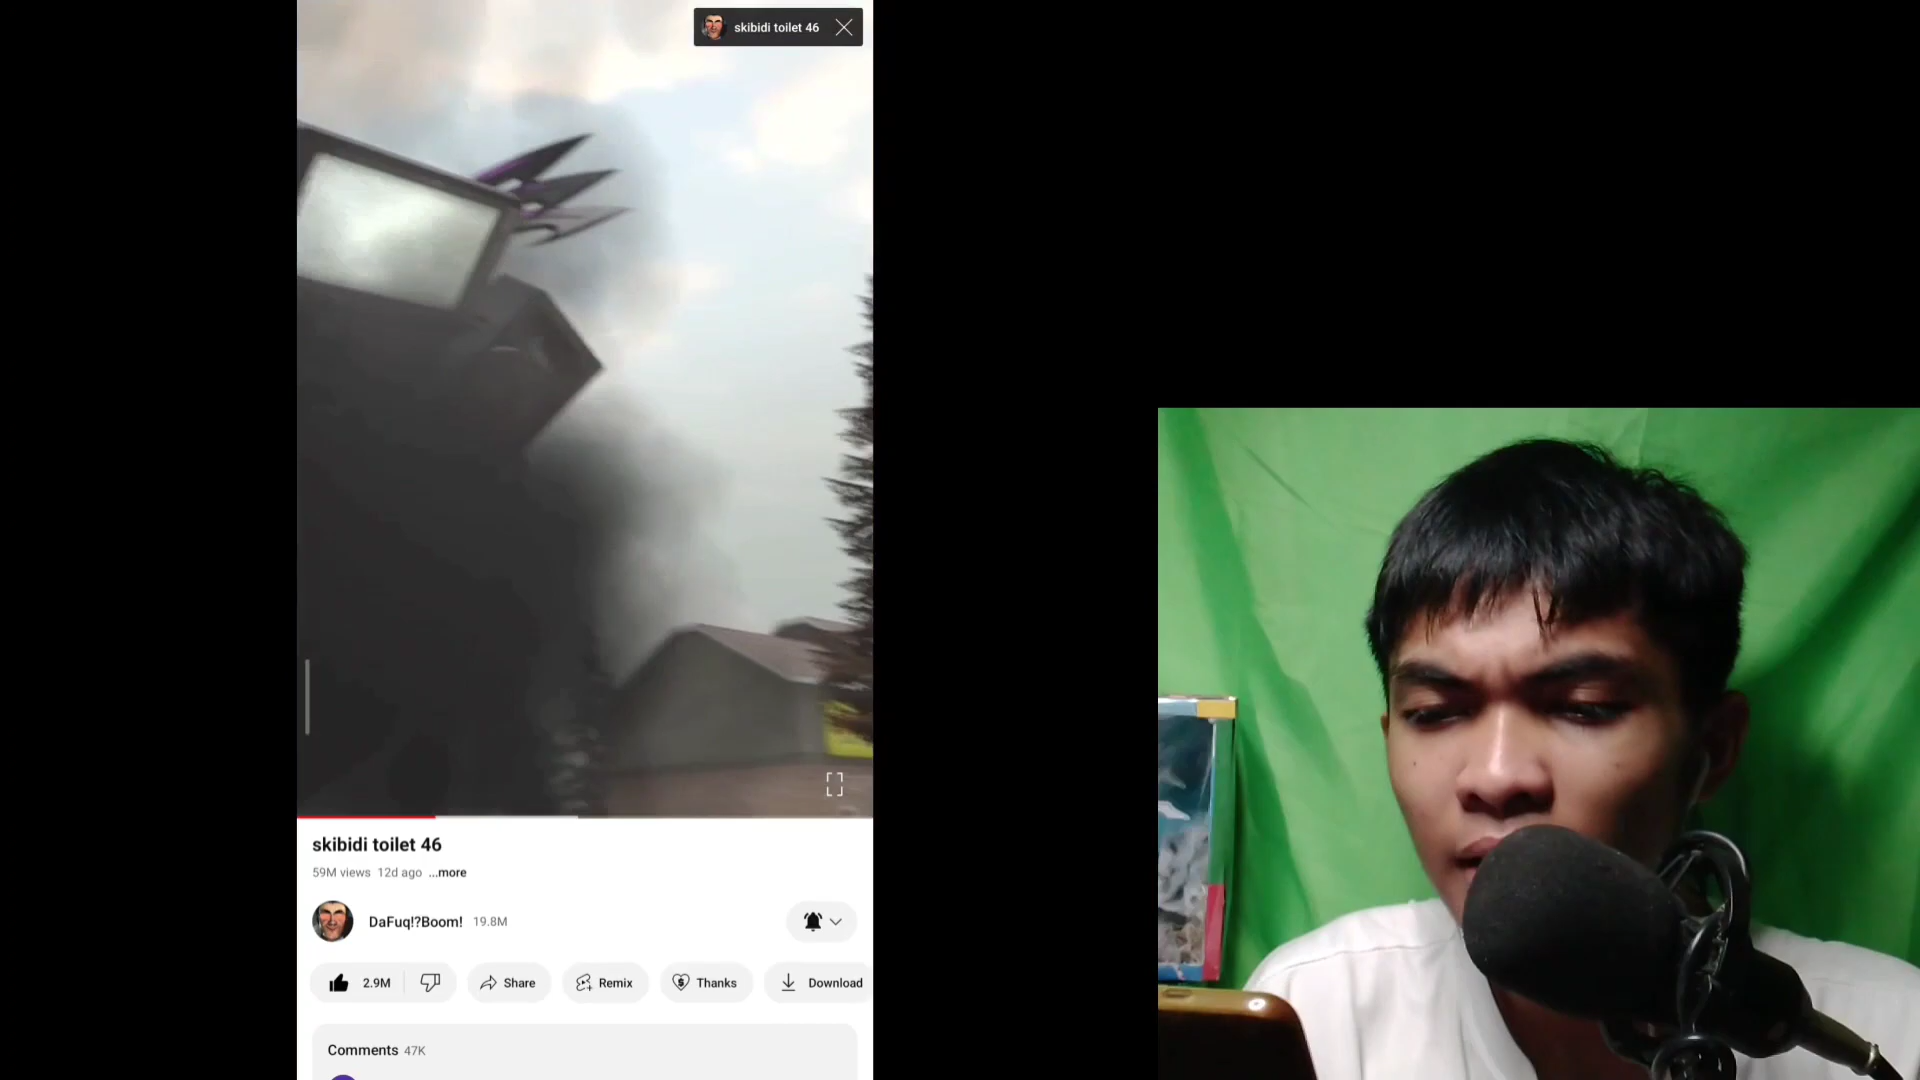 skibidi toilet 46
skibidi toilet 46
59M views 12d ago ...more
DaFuq!?Boom! 19.8M
2.9M Share Remix Thanks Download
Comments 47K